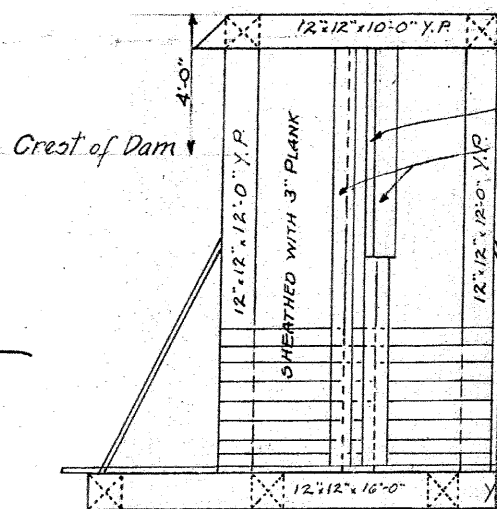 12"x12"x10'-0" Y.P.
4'-0"
Crest of Dam
12"x12"x12'-0" Y.P.
SHEATHED WITH 3" PLANK
12"x12"x12'-0" Y.P.
12"x12"x16'-0"
Y